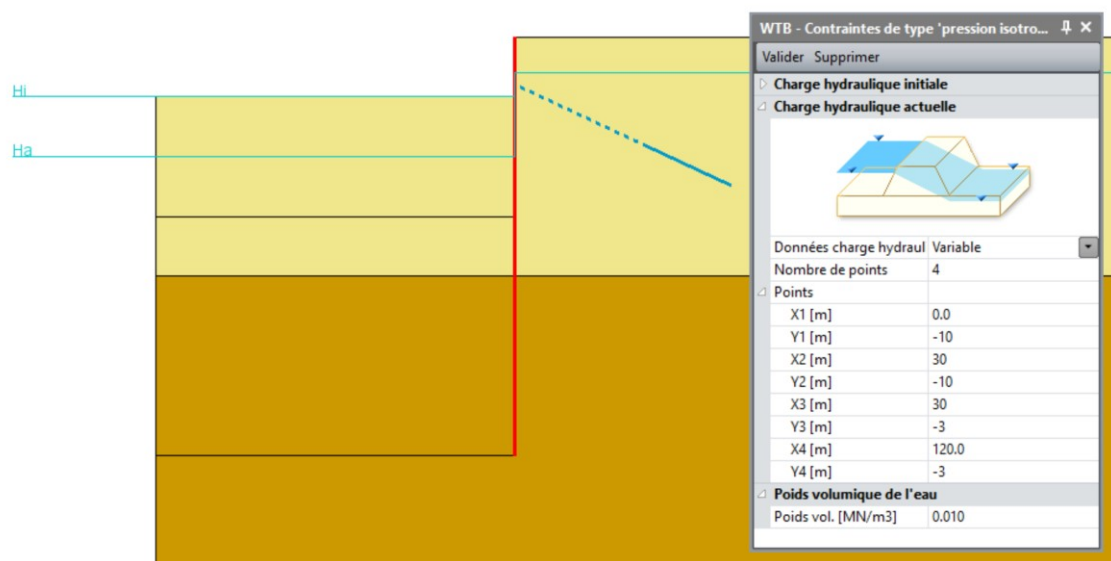 Hi
Ha
WTB - Contraintes de type 'pression isotro...
Valider Supprimer
Charge hydraulique initiale
Charge hydraulique actuelle
Données charge hydraul Variable
Nombre de points 4
Points
X1 [m] 0.0
Y1 [m] -10
X2 [m] 30
Y2 [m] -10
X3 [m] 30
Y3 [m] -3
X4 [m] 120.0
Y4 [m] -3
Poids volumique de l'eau
Poids vol. [MN/m3] 0.010